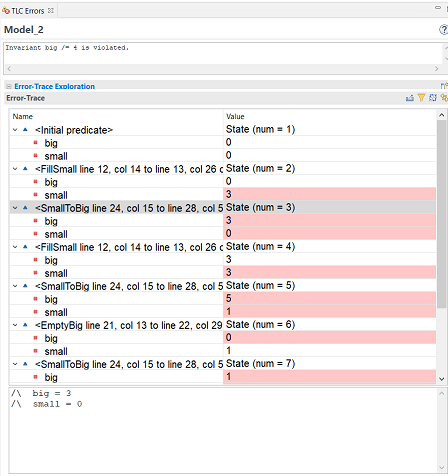 TLC Errors
Model_2
Invariant big /= 4 is violated.
Error-Trace Exploration
Error-Trace
Name Value
<Initial predicate> State (num = 1)
big 0
small 0
<FillSmall line 12, col 14 to line 13, col 26 o State (num = 2)
big 0
small 3
<SmallToBig line 24, col 15 to line 28, col 5 State (num = 3)
big 3
small 0
<FillSmall line 12, col 14 to line 13, col 26 o State (num = 4)
big 3
small 3
<SmallToBig line 24, col 15 to line 28, col 5 State (num = 5)
big 5
small 1
<EmptyBig line 21, col 13 to line 22, col 29 State (num = 6)
big 0
small 1
<SmallToBig line 24, col 15 to line 28, col 5 State (num = 7)
big 1
/\ big = 3
/\ small = 0